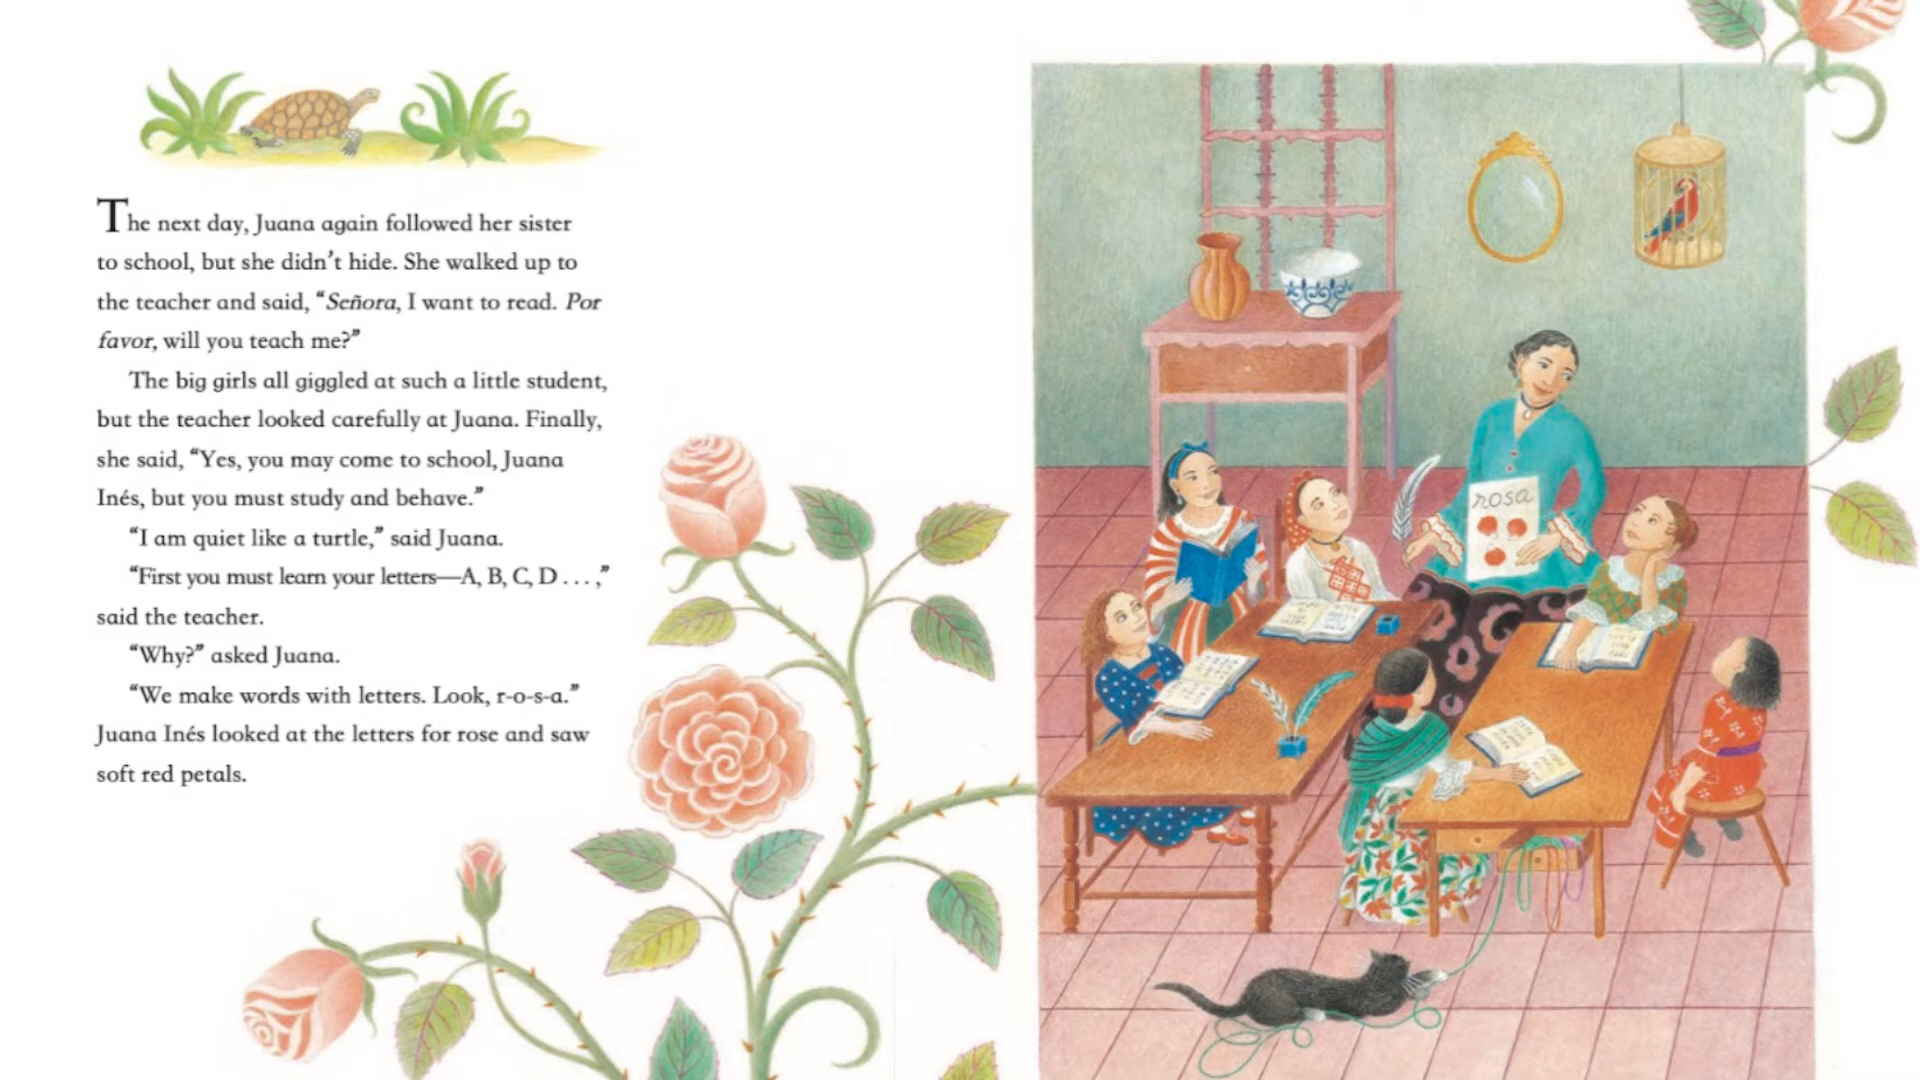 The next day, Juana again followed her sister
to school, but she didn't hide. She walked up to
the teacher and said, “Señora, I want to read. Por
favor, will you teach me?”
The big girls all giggled at such a little student,
but the teacher looked carefully at Juana. Finally,
she said, “Yes, you may come to school, Juana
Inés, but you must study and behave.”
“I am quiet like a turtle,” said Juana.
“First you must learn your letters—A, B, C, D . . . ,”
said the teacher.
“Why?” asked Juana.
“We make words with letters. Look, r-o-s-a.”
Juana Inés looked at the letters for rose and saw
soft red petals.
rosa